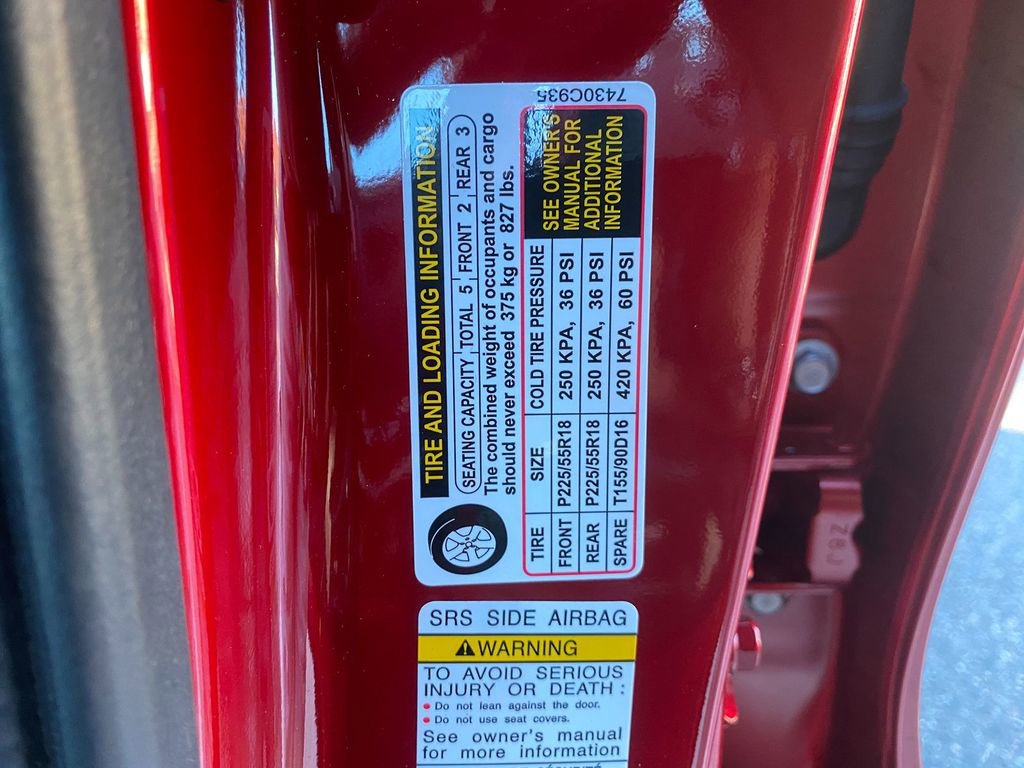 7430C935
TIRE AND LOADING INFORMATION
SEATING CAPACITY TOTAL 5 FRONT 2 REAR 3
The combined weight of occupants and cargo
should never exceed 375 kg or 827 lbs.
TIRE SIZE COLD TIRE PRESSURE
FRONT P225/55R18 250 KPA, 36 PSI
REAR P225/55R18 250 KPA, 36 PSI
SPARE T155/90D16 420 KPA, 60 PSI
SEE OWNER'S
MANUAL FOR
ADDITIONAL
INFORMATION
SRS SIDE AIRBAG
WARNING
TO AVOID SERIOUS
INJURY OR DEATH :
• Do not lean against the door.
• Do not use seat covers.
See owner's manual
for more information
Z8J